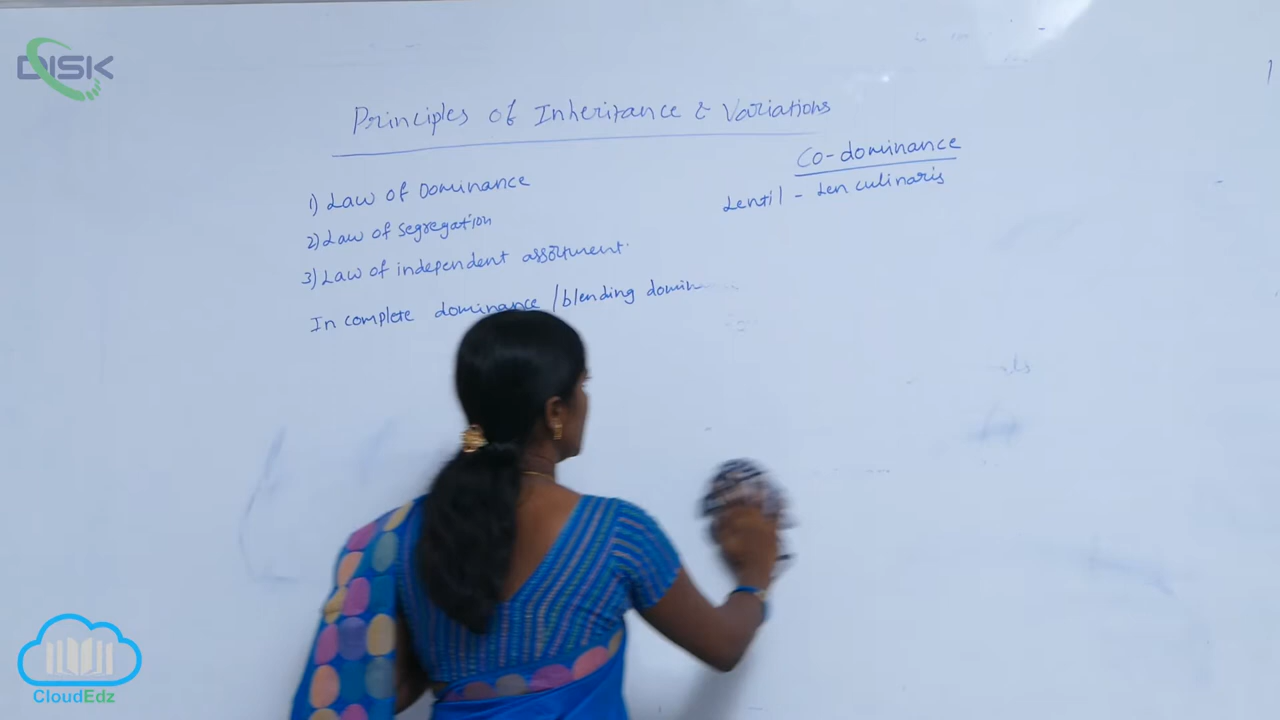 DISK
Principles of Inheritance & Variations
1) Law of Dominance
2) Law of segregation
3) Law of independent assortment.
In complete dominance / blending domin
Co-dominance
Lentil - Len culinaris
CloudEdz